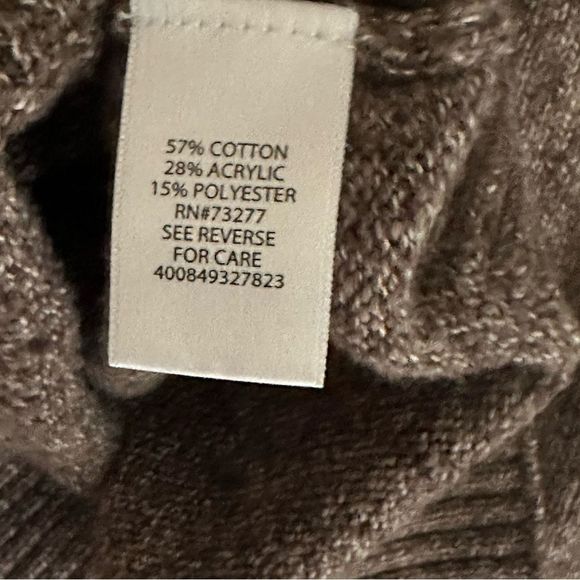 57% COTTON
28% ACRYLIC
15% POLYESTER
RN#73277
SEE REVERSE
FOR CARE
400849327823